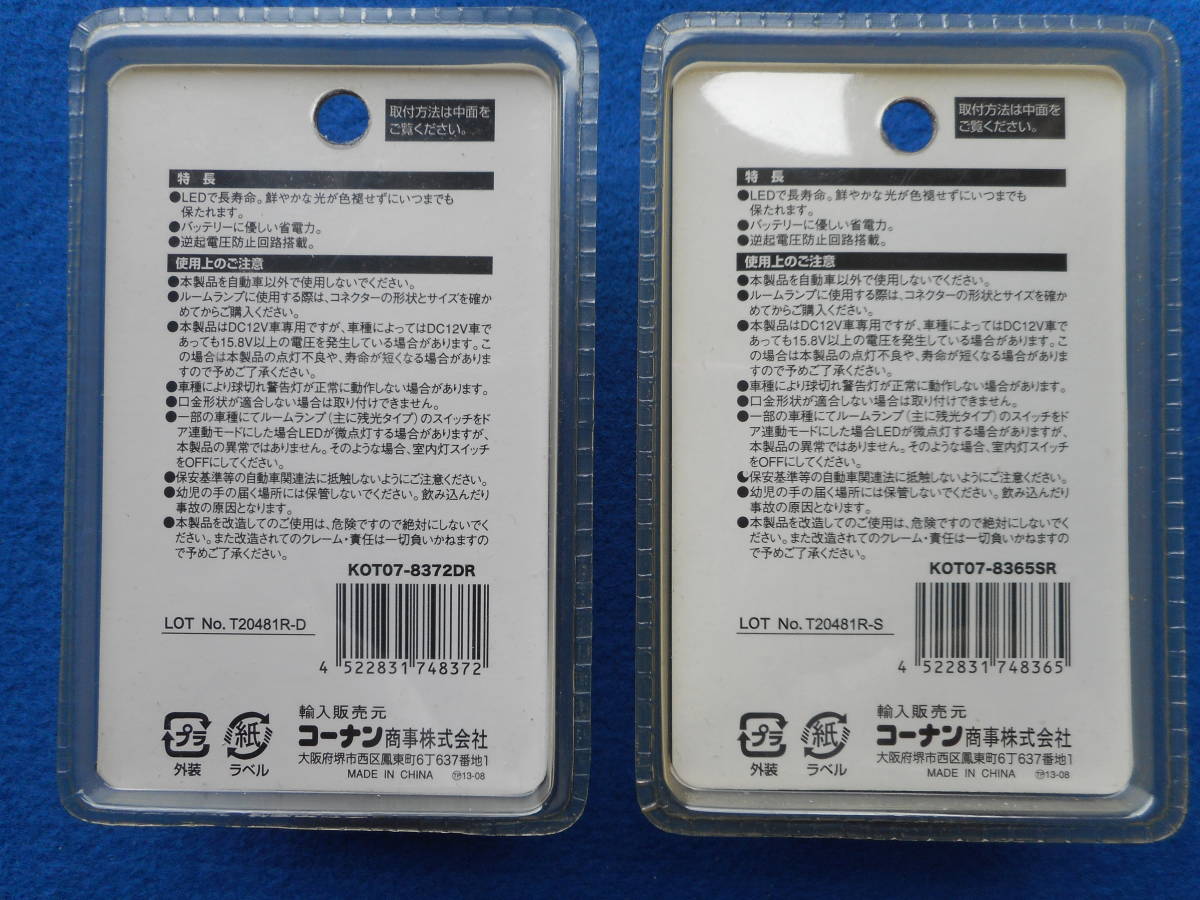 取付方法は中面を
ご覧ください。
特 長
●LEDで長寿命。鮮やかな光が色褪せずにいつまでも
保たれます。
●バッテリーに優しい省電力。
●逆起電圧防止回路搭載。
使用上のご注意
●本製品を自動車以外で使用しないでください。
●ルームランプに使用する際は、コネクターの形状とサイズを確か
めてからご購入ください。
●本製品はDC12V車専用ですが、車種によってはDC12V車で
あっても15.8V以上の電圧を発生している場合があります。こ
の場合は本製品の点灯不良や、寿命が短くなる場合がありま
すので予めご了承ください。
●車種により球切れ警告灯が正常に動作しない場合があります。
●口金形状が適合しない場合は取り付けできません。
●一部の車種にてルームランプ(主に残光タイプ)のスイッチをド
ア連動モードにした場合LEDが微点灯する場合がありますが、
本製品の異常ではありません。そのような場合、室内灯スイッチ
をOFFにしてください。
●保安基準等の自動車関連法に抵触しないようにご注意ください。
●幼児の手の届く場所には保管しないでください。飲み込んだり
事故の原因となります。
●本製品を改造してのご使用は、危険ですので絶対にしないでく
ださい。また改造されてのクレーム・責任は一切負いかねますの
で予めご了承ください。
KOT07-8372DR
LOT No. T20481R-D
4 522831 748372
プラ
外装
紙
ラベル
輸入販売元
コーナン商事株式会社
大阪府堺市西区鳳東町6丁637番地1
MADE IN CHINA TP13-08
取付方法は中面を
ご覧ください。
特 長
●LEDで長寿命。鮮やかな光が色褪せずにいつまでも
保たれます。
●バッテリーに優しい省電力。
●逆起電圧防止回路搭載。
使用上のご注意
●本製品を自動車以外で使用しないでください。
●ルームランプに使用する際は、コネクターの形状とサイズを確か
めてからご購入ください。
●本製品はDC12V車専用ですが、車種によってはDC12V車で
あっても15.8V以上の電圧を発生している場合があります。こ
の場合は本製品の点灯不良や、寿命が短くなる場合がありま
すので予めご了承ください。
●車種により球切れ警告灯が正常に動作しない場合があります。
●口金形状が適合しない場合は取り付けできません。
●一部の車種にてルームランプ(主に残光タイプ)のスイッチをド
ア連動モードにした場合LEDが微点灯する場合がありますが、
本製品の異常ではありません。そのような場合、室内灯スイッチ
をOFFにしてください。
●保安基準等の自動車関連法に抵触しないようにご注意ください。
●幼児の手の届く場所には保管しないでください。飲み込んだり
事故の原因となります。
●本製品を改造してのご使用は、危険ですので絶対にしないでく
ださい。また改造されてのクレーム・責任は一切負いかねますの
で予めご了承ください。
KOT07-8365SR
LOT No. T20481R-S
4 522831 748365
プラ
外装
紙
ラベル
輸入販売元
コーナン商事株式会社
大阪府堺市西区鳳東町6丁637番地1
MADE IN CHINA TP13-08